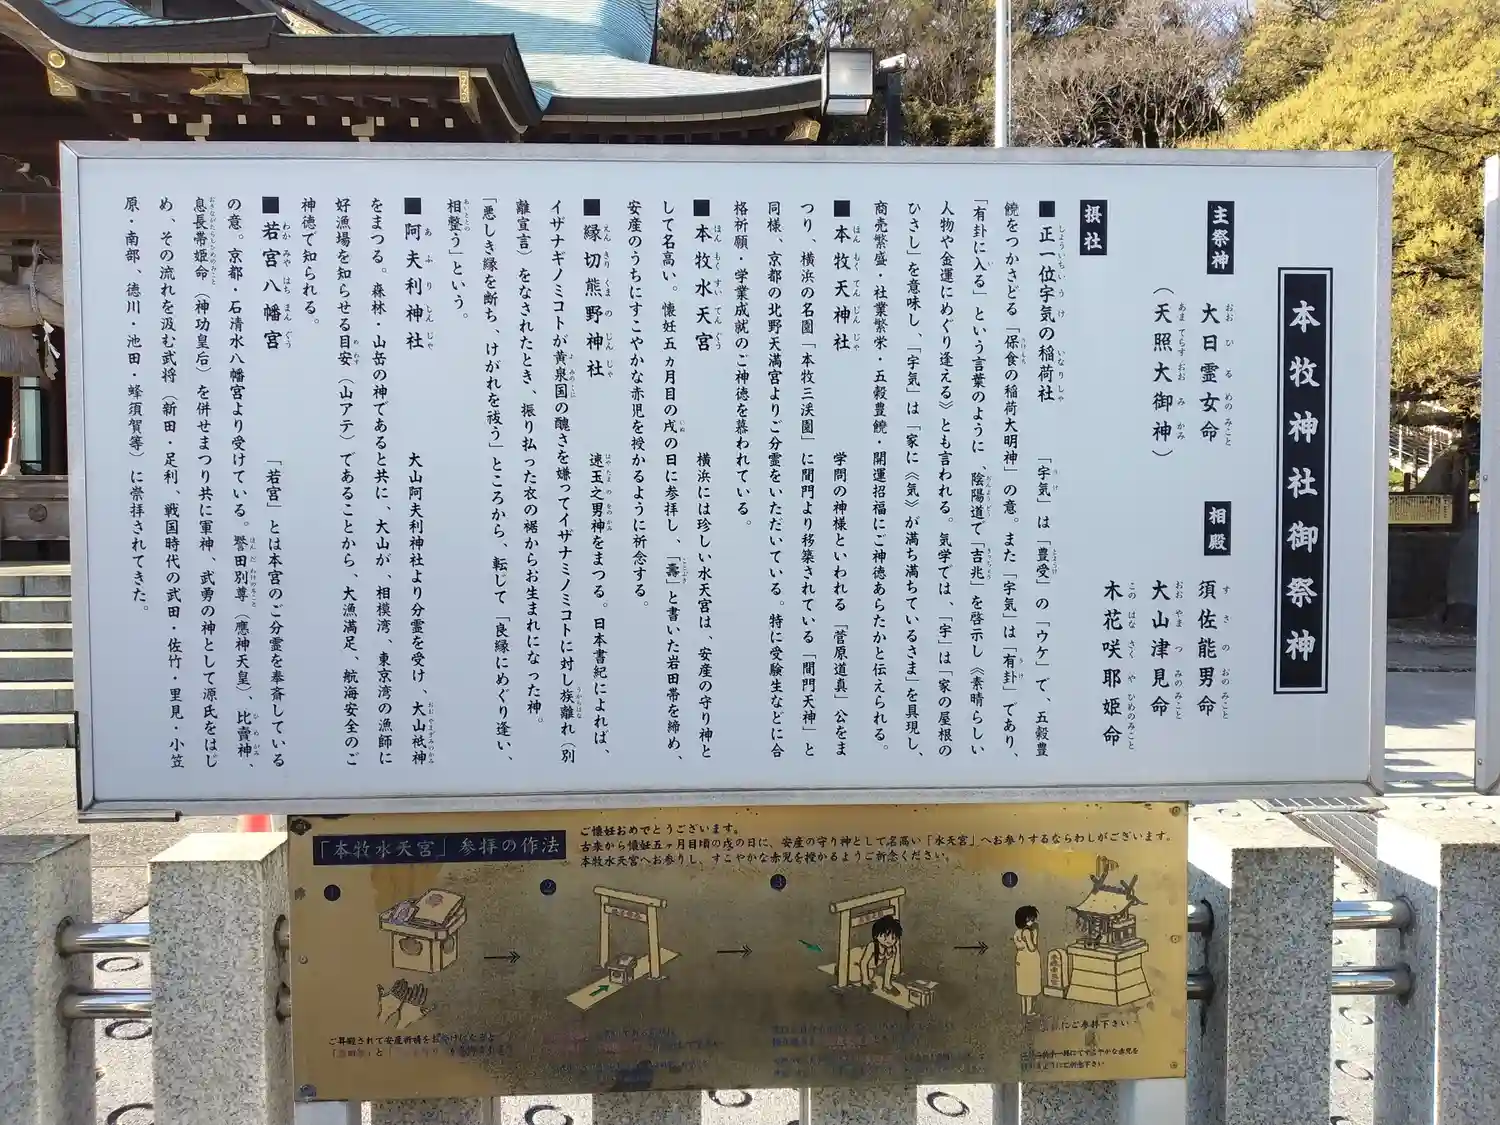 本牧神社御祭神
主祭神
大日霊女命
(天照大御神)
相殿
須佐能男命
大山津見命
木花咲耶姫命
摂社
■正一位宇気の稲荷社 「宇気」は「豊受」の「ウケ」で、五穀豊
饒をつかさどる「保食の稲荷大明神」の意。また「宇気」は「有卦」であり、
「有卦に入る」という言葉のように、陰陽道で「吉兆」を啓示し《素晴らしい
人物や金運にめぐり逢える》とも言われる。気学では、「宇」は「家の屋根の
ひさし」を意味し、「宇気」は「家に《気》が満ち満ちているさま」を具現し、
商売繁盛・社業繁栄・五穀豊饒・開運招福にご神徳あらたかと伝えられる。
■本牧天神社 学問の神様といわれる「菅原道真」公をま
つり、横浜の名園「本牧三渓園」に間門より移築されている「間門天神」と
同様、京都の北野天満宮よりご分霊をいただいている。特に受験生などに合
格祈願・学業成就のご神徳を慕われている。
■本牧水天宮 横浜には珍しい水天宮は、安産の守り神と
して名高い。懐妊五ヵ月目の戌の日に参拝し、「壽」と書いた岩田帯を締め、
安産のうちにすこやかな赤児を授かるように祈念する。
■縁切熊野神社 速玉之男神をまつる。日本書紀によれば、
イザナギノミコトが黄泉国の醜さを嫌ってイザナミノミコトに対し族離れ(別
離宣言)をなされたとき、振り払った衣の裾からお生まれになった神。
「悪しき縁を断ち、けがれを祓う」ところから、転じて「良縁にめぐり逢い、
相整う」という。
■阿夫利神社 大山阿夫利神社より分霊を受け、大山祇神
をまつる。森林・山岳の神であると共に、大山が、相模湾、東京湾の漁師に
好漁場を知らせる目安(山アテ)であることから、大漁満足、航海安全のご
神徳で知られる。
■若宮八幡宮 「若宮」とは本宮のご分霊を奉斎している
の意。京都・石清水八幡宮より受けている。誉田別尊(應神天皇)、比賣神、
息長帯姫命(神功皇后)を併せまつり共に軍神、武勇の神として源氏をはじ
め、その流れを汲む武将(新田・足利、戦国時代の武田・佐竹・里見・小笠
原・南部、徳川・池田・蜂須賀等)に崇拝されてきた。
「本牧水天宮」参拝の作法
ご懐妊おめでとうございます。
古来から懐妊五ヶ月目頃の戌の日に、安産の守り神として名高い「水天宮」へお参りするならわしがございます。
本牧水天宮へお参りし、すこやかな赤児を授かるようご祈念ください。
1
2
3
4
ご昇殿されて安産祈祷をお受けになった方と
にご参拝下さい。
すこやかな赤児を